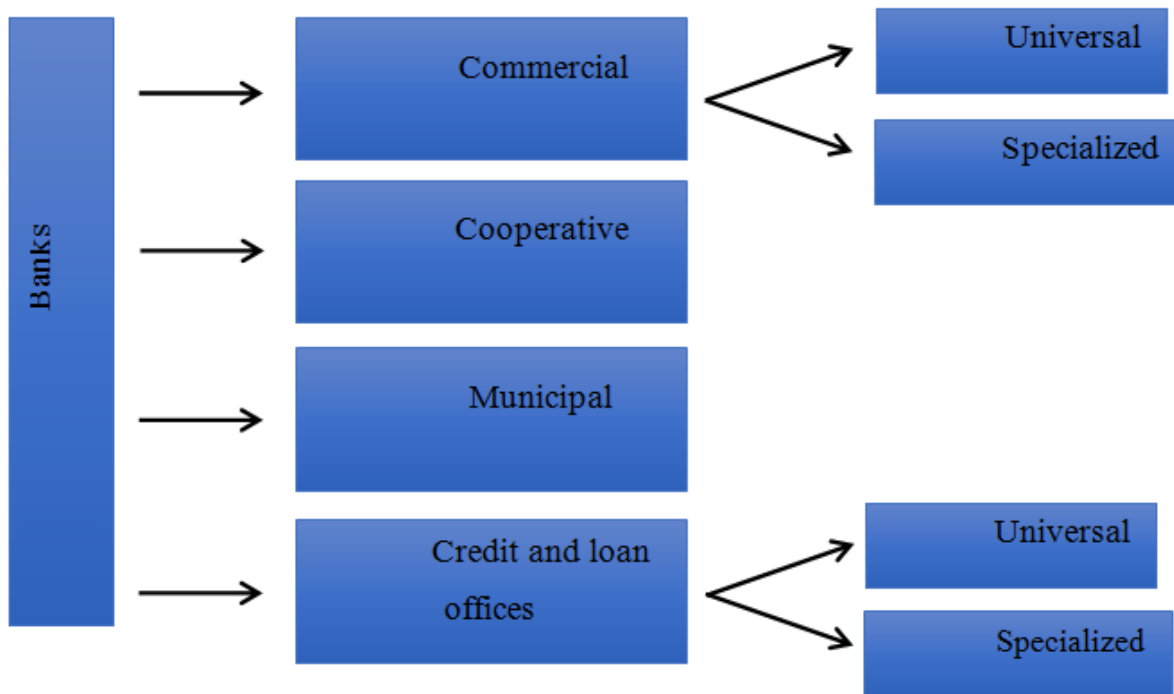 Banks
Commercial
Universal
Specialized
Cooperative
Municipal
Credit and loan
offices
Universal
Specialized